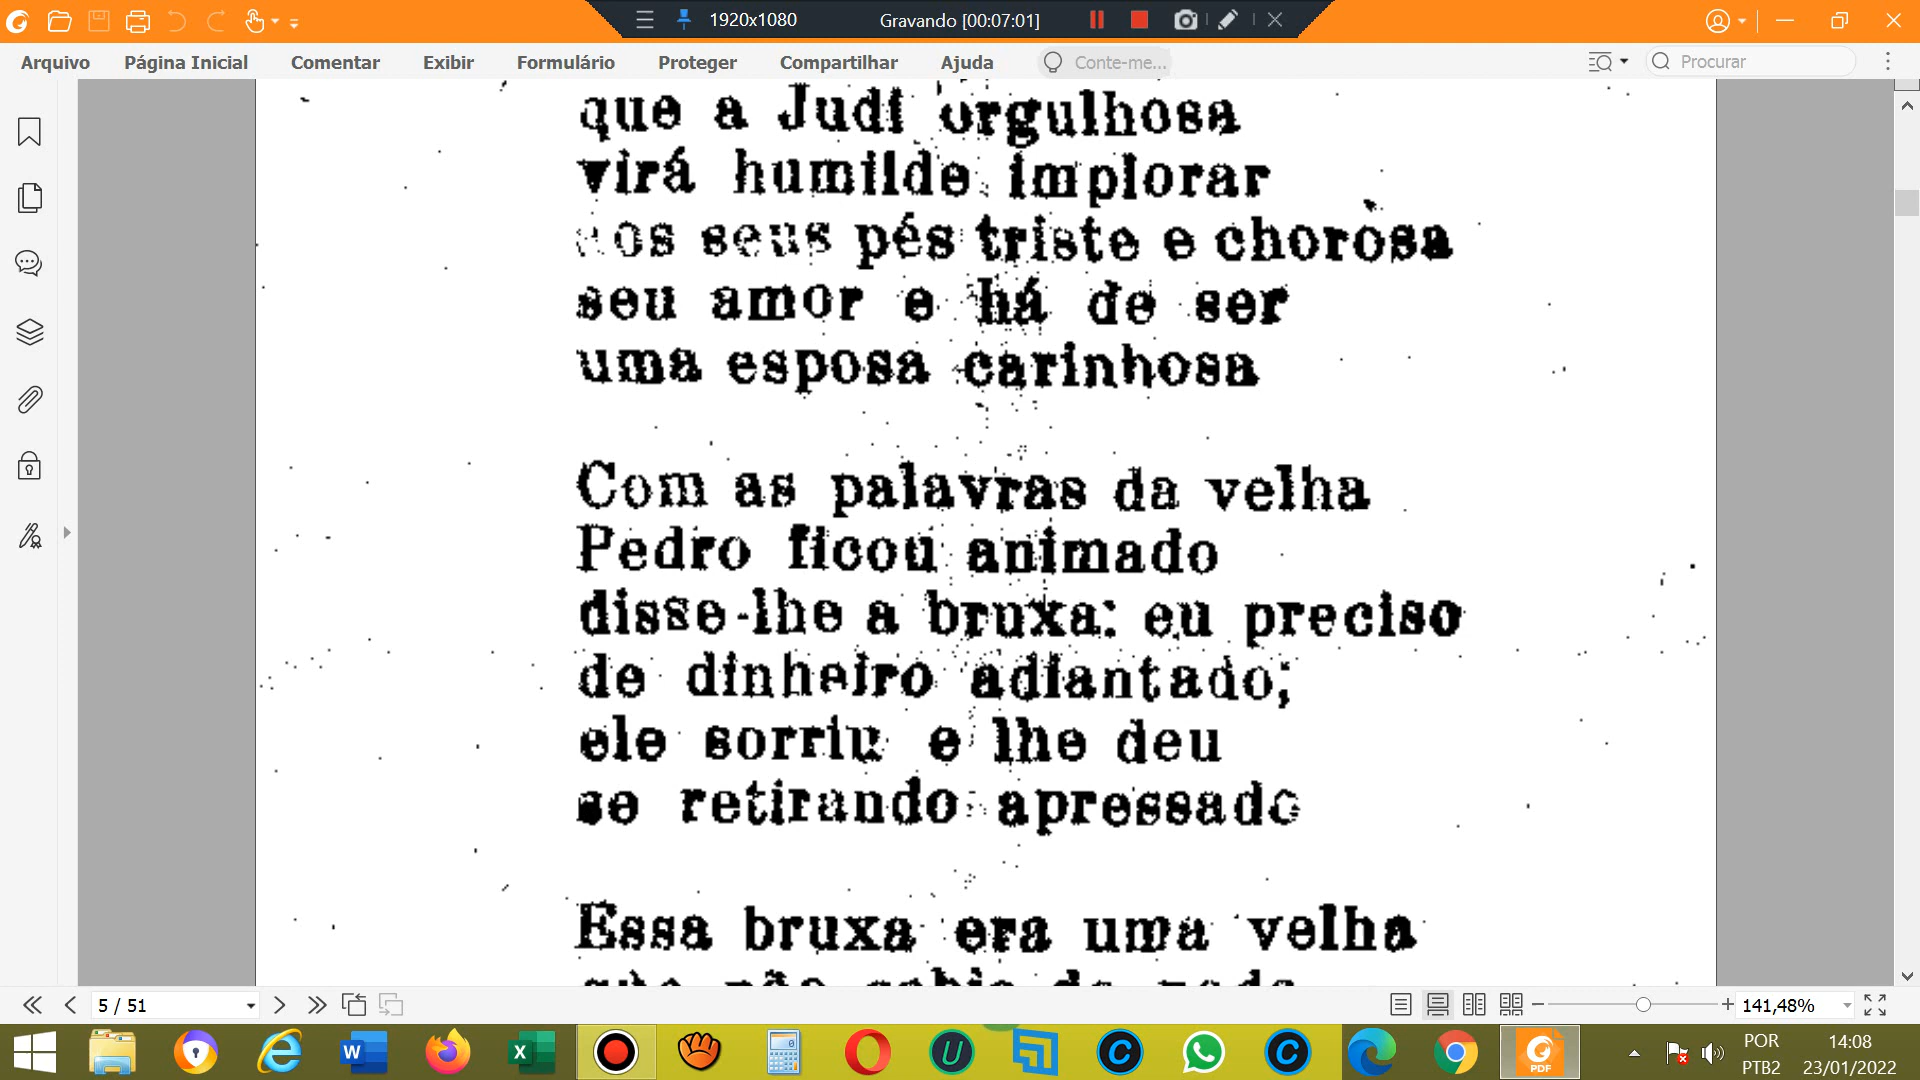 1920x1080
Gravando [00:07:01]
Arquivo Página Inicial Comentar Exibir Formulário Proteger Compartilhar Ajuda Conte-me... Procurar
que a Judí orgulhosa
virá humilde implorar
aos seus pés triste e chorosa
seu amor e há de ser
uma esposa carinhosa
Com as palavras da velha
Pedro ficou animado
disse-lhe a bruxa: eu preciso
de dinheiro adiantado;
ele sorriu e lhe deu
se retirando apressado
Essa bruxa era uma velha
5 / 51
141,48%
POR
PTB2
14:08
23/01/2022
PDF